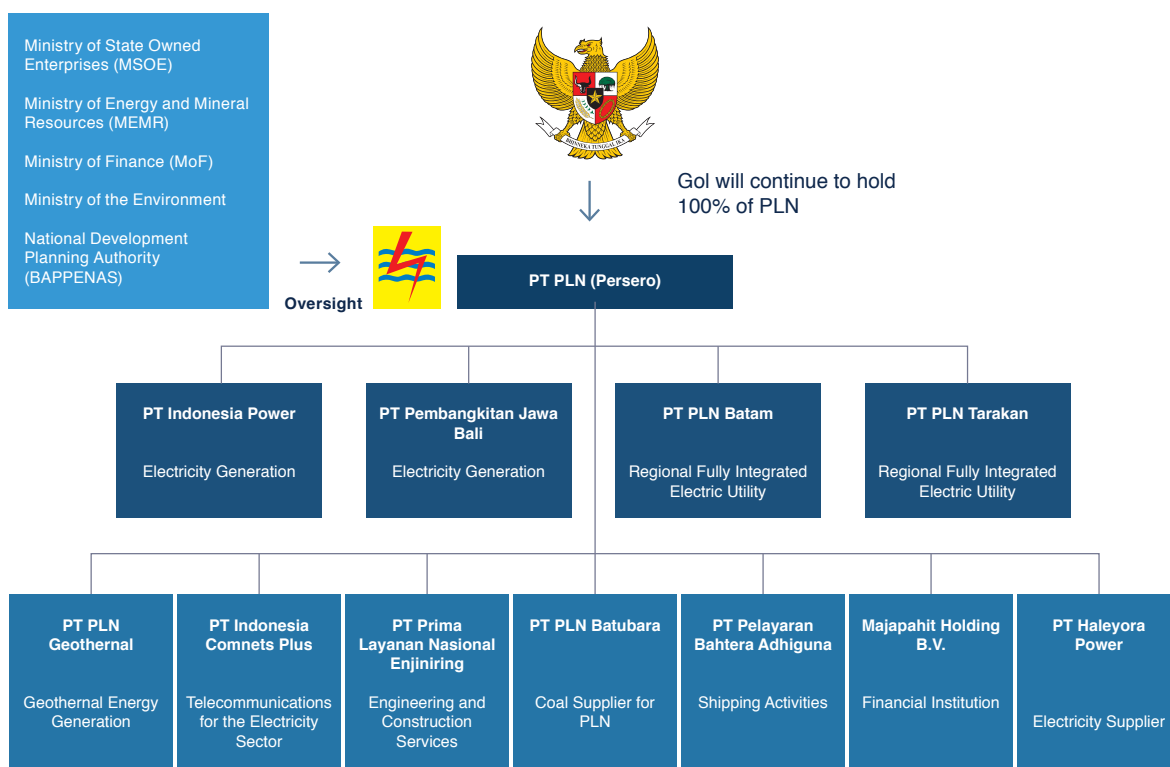 Ministry of State Owned
Enterprises (MSOE)
Ministry of Energy and Mineral
Resources (MEMR)
Ministry of Finance (MoF)
Ministry of the Environment
National Development
Planning Authority
(BAPPENAS)
Oversight
BHINNEKA TUNGGAL IKA
GoI will continue to hold
100% of PLN
PT PLN (Persero)
PT Indonesia Power
Electricity Generation
PT Pembangkitan Jawa
Bali
Electricity Generation
PT PLN Batam
Regional Fully Integrated
Electric Utility
PT PLN Tarakan
Regional Fully Integrated
Electric Utility
PT PLN
Geothernal
Geothernal Energy
Generation
PT Indonesia
Comnets Plus
Telecommunications
for the Electricity
Sector
PT Prima
Layanan Nasional
Enjiniring
Engineering and
Construction
Services
PT PLN Batubara
Coal Supplier for
PLN
PT Pelayaran
Bahtera Adhiguna
Shipping Activities
Majapahit Holding
B.V.
Financial Institution
PT Haleyora
Power
Electricity Supplier